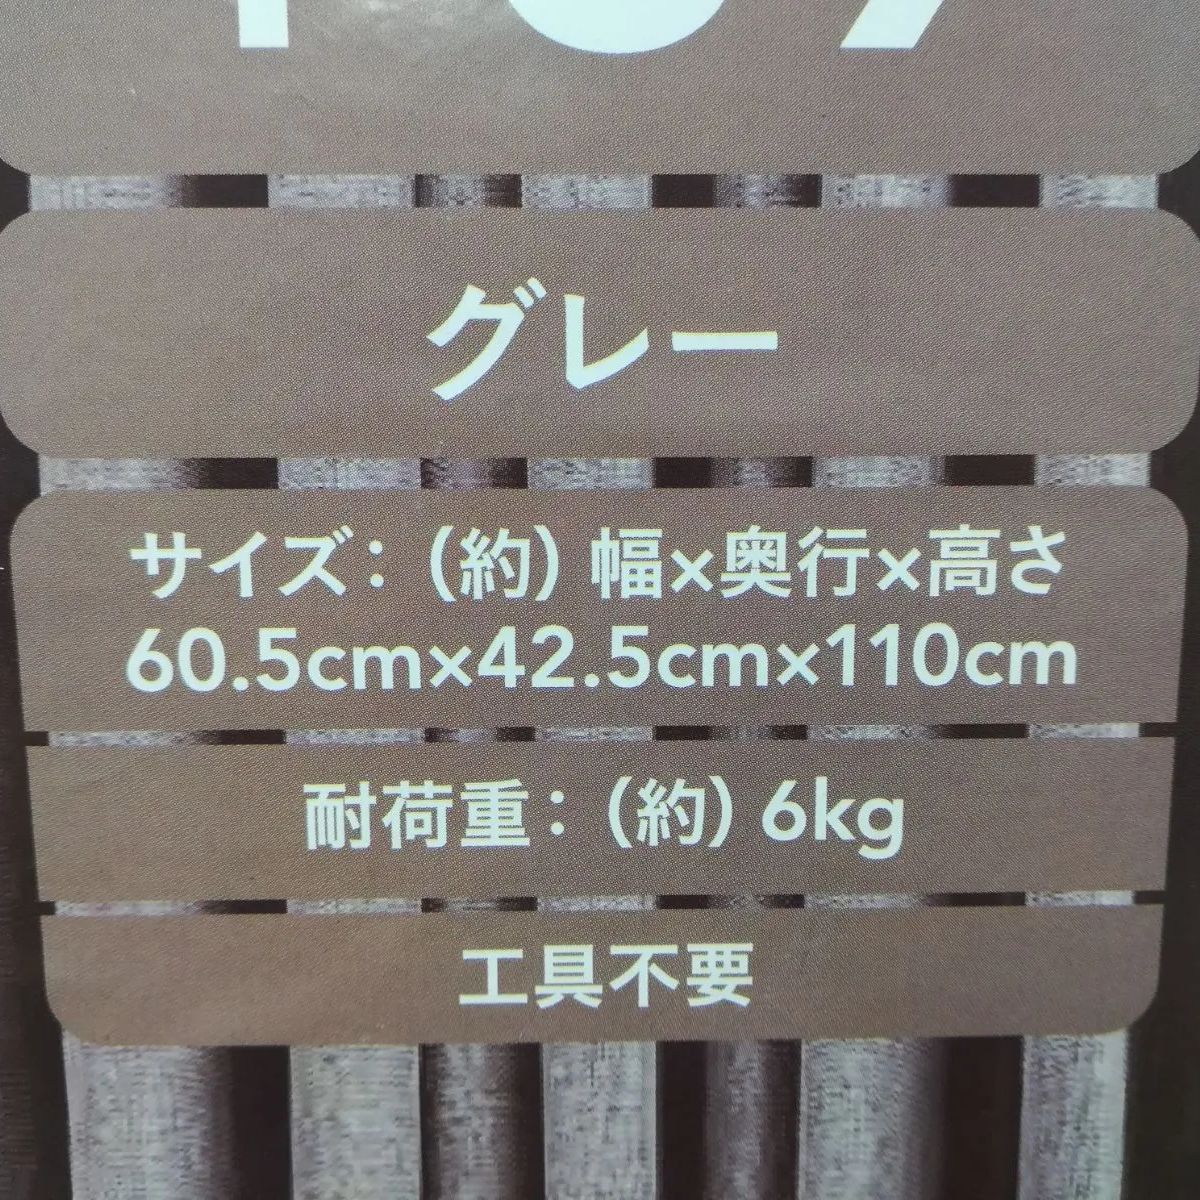 グレー
サイズ：（約）幅×奥行×高さ
60.5cm×42.5cm×110cm
耐荷重：（約）6kg
工具不要